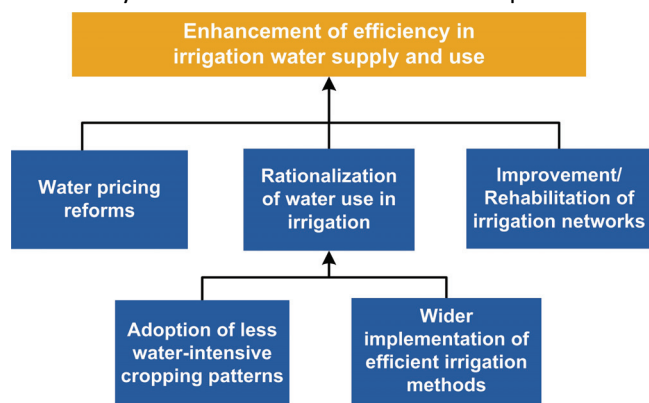 Enhancement of efficiency in
irrigation water supply and use
Water pricing
reforms
Rationalization
of water use in
irrigation
Improvement/
Rehabilitation of
irrigation networks
Adoption of less
water-intensive
cropping patterns
Wider
implementation of
efficient irrigation
methods